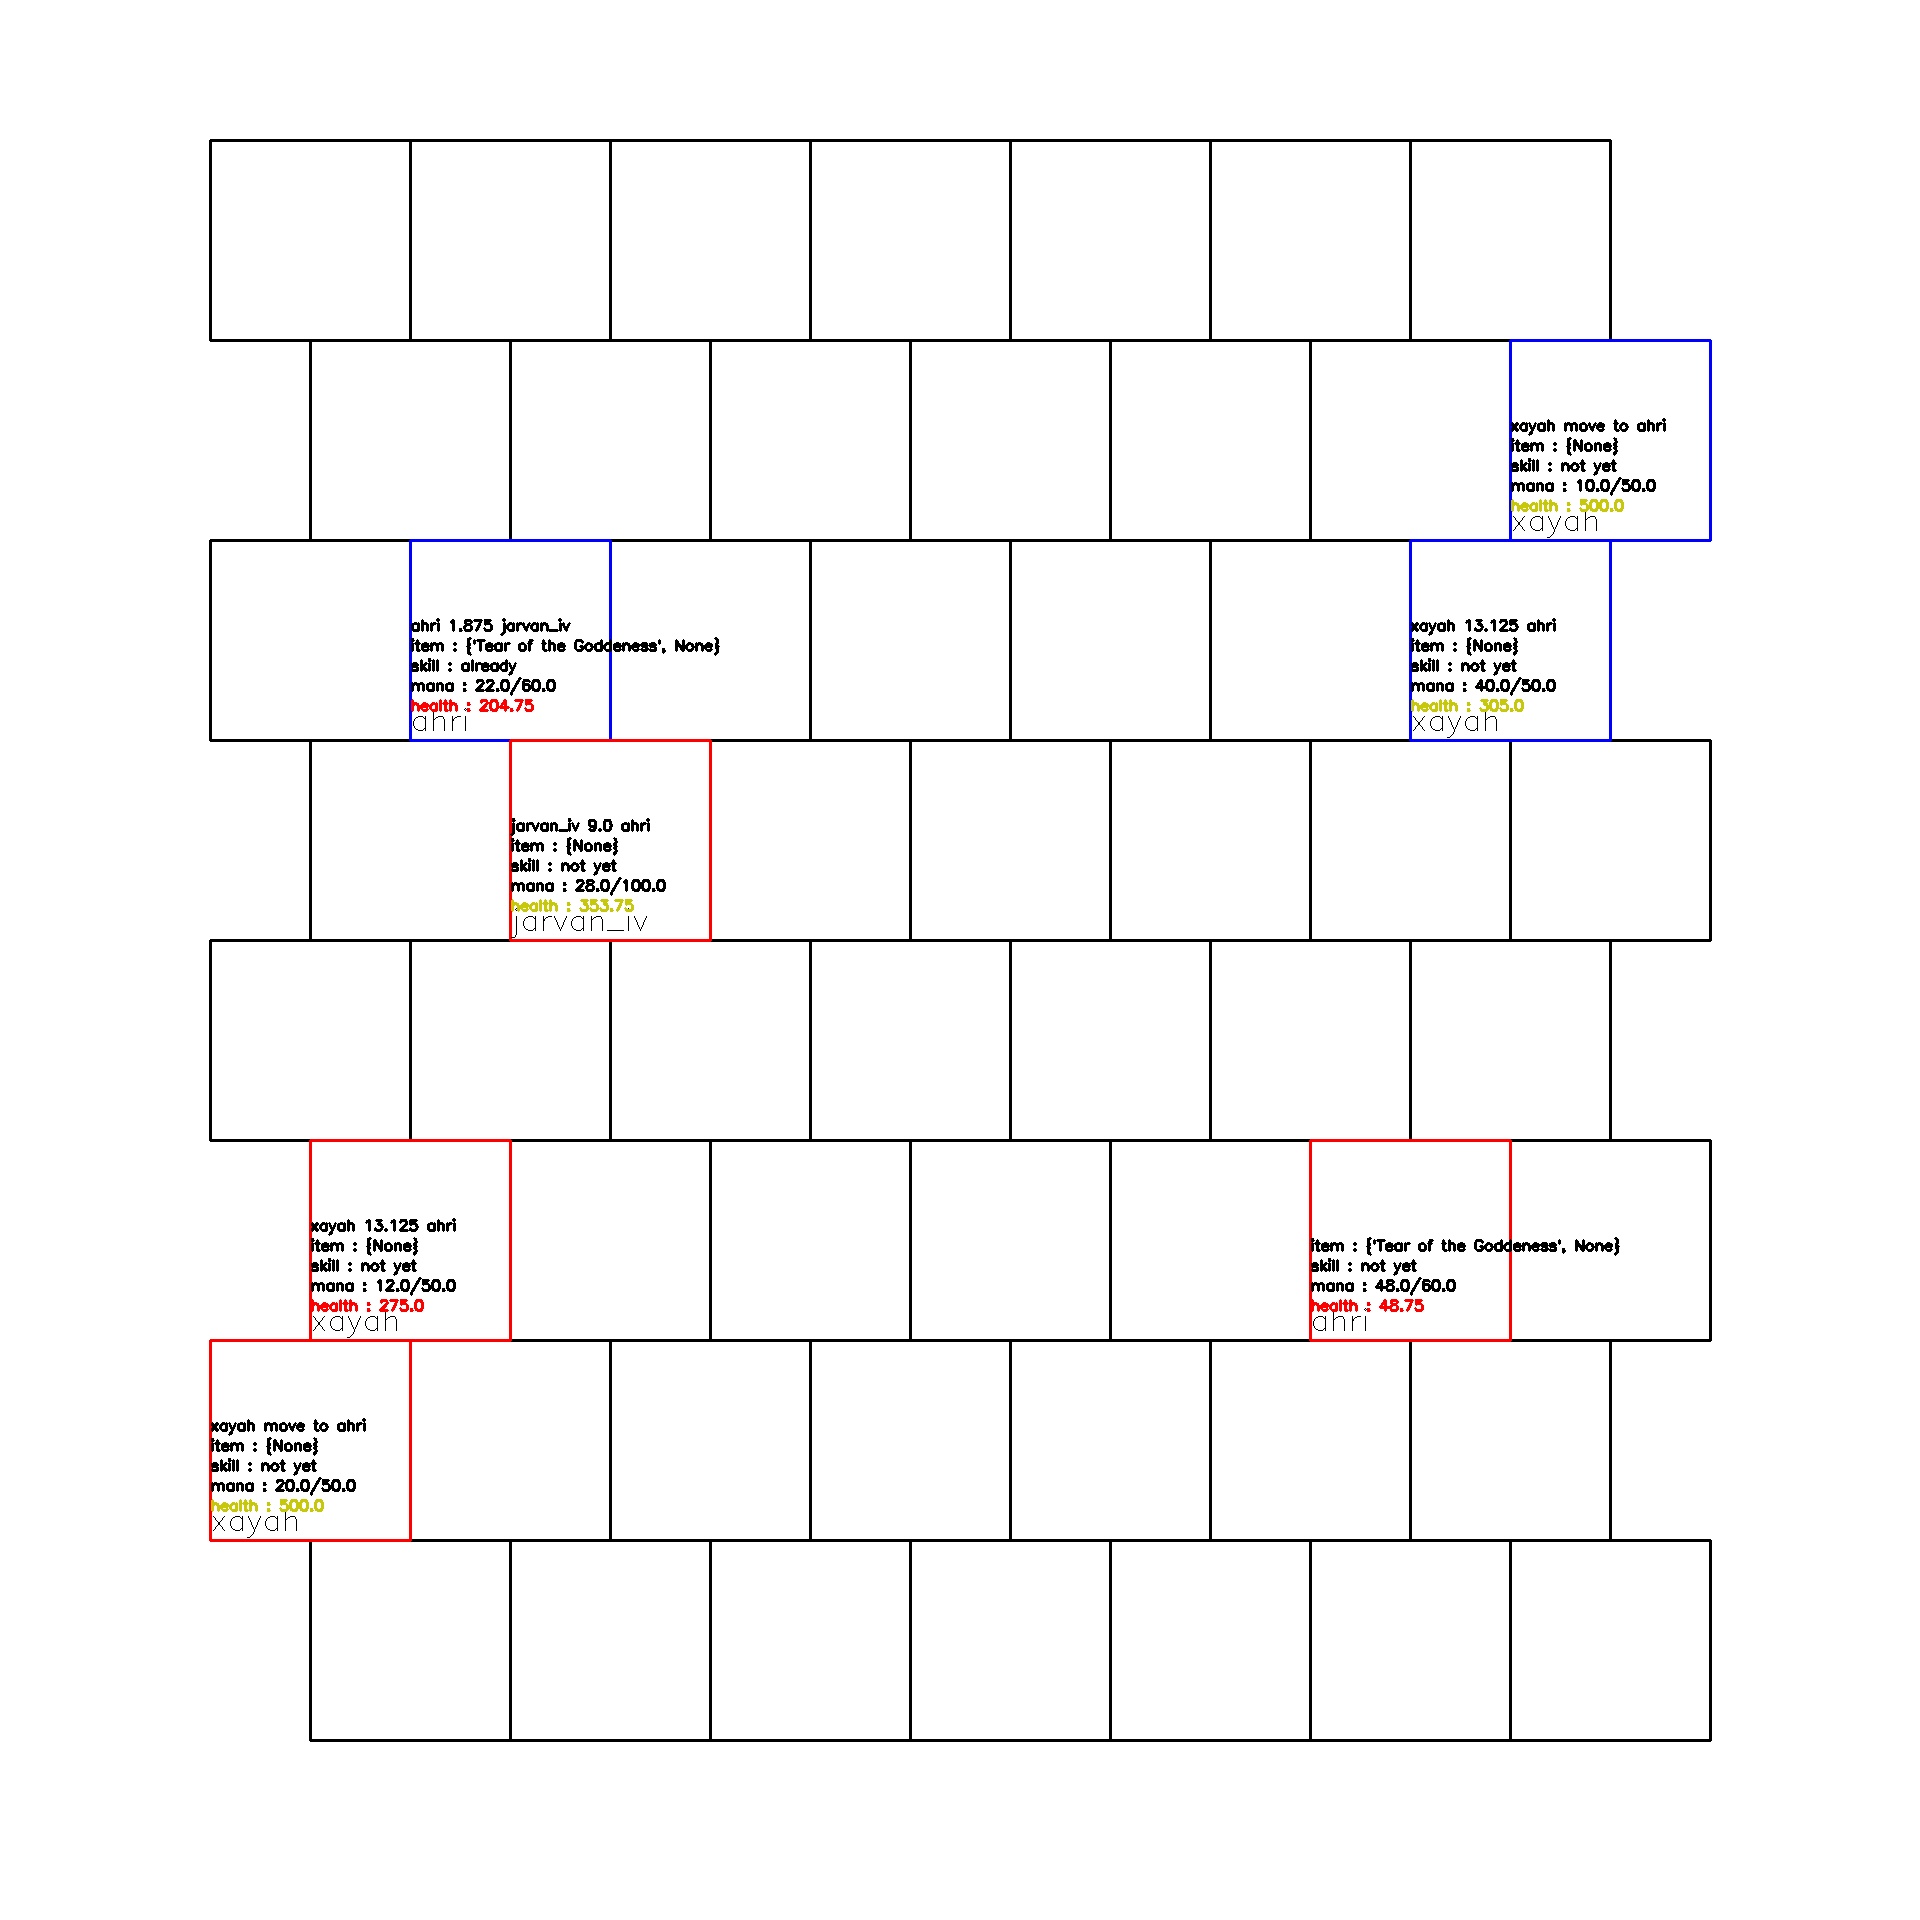 xayah move to ahri
item : {None}
skill : not yet
mana : 10.0/50.0
health : 500.0
xayah
ahri 1.875 jarvan_iv
item : {'Tear of the Goddeness', None}
skill : already
mana : 22.0/60.0
health : 204.75
ahri
xayah 13.125 ahri
item : {None}
skill : not yet
mana : 40.0/50.0
health : 305.0
xayah
jarvan_iv 9.0 ahri
item : {None}
skill : not yet
mana : 28.0/100.0
health : 353.75
jarvan_iv
xayah 13.125 ahri
item : {None}
skill : not yet
mana : 12.0/50.0
health : 275.0
xayah
item : {'Tear of the Goddeness', None}
skill : not yet
mana : 48.0/60.0
health : 48.75
ahri
xayah move to ahri
item : {None}
skill : not yet
mana : 20.0/50.0
health : 500.0
xayah